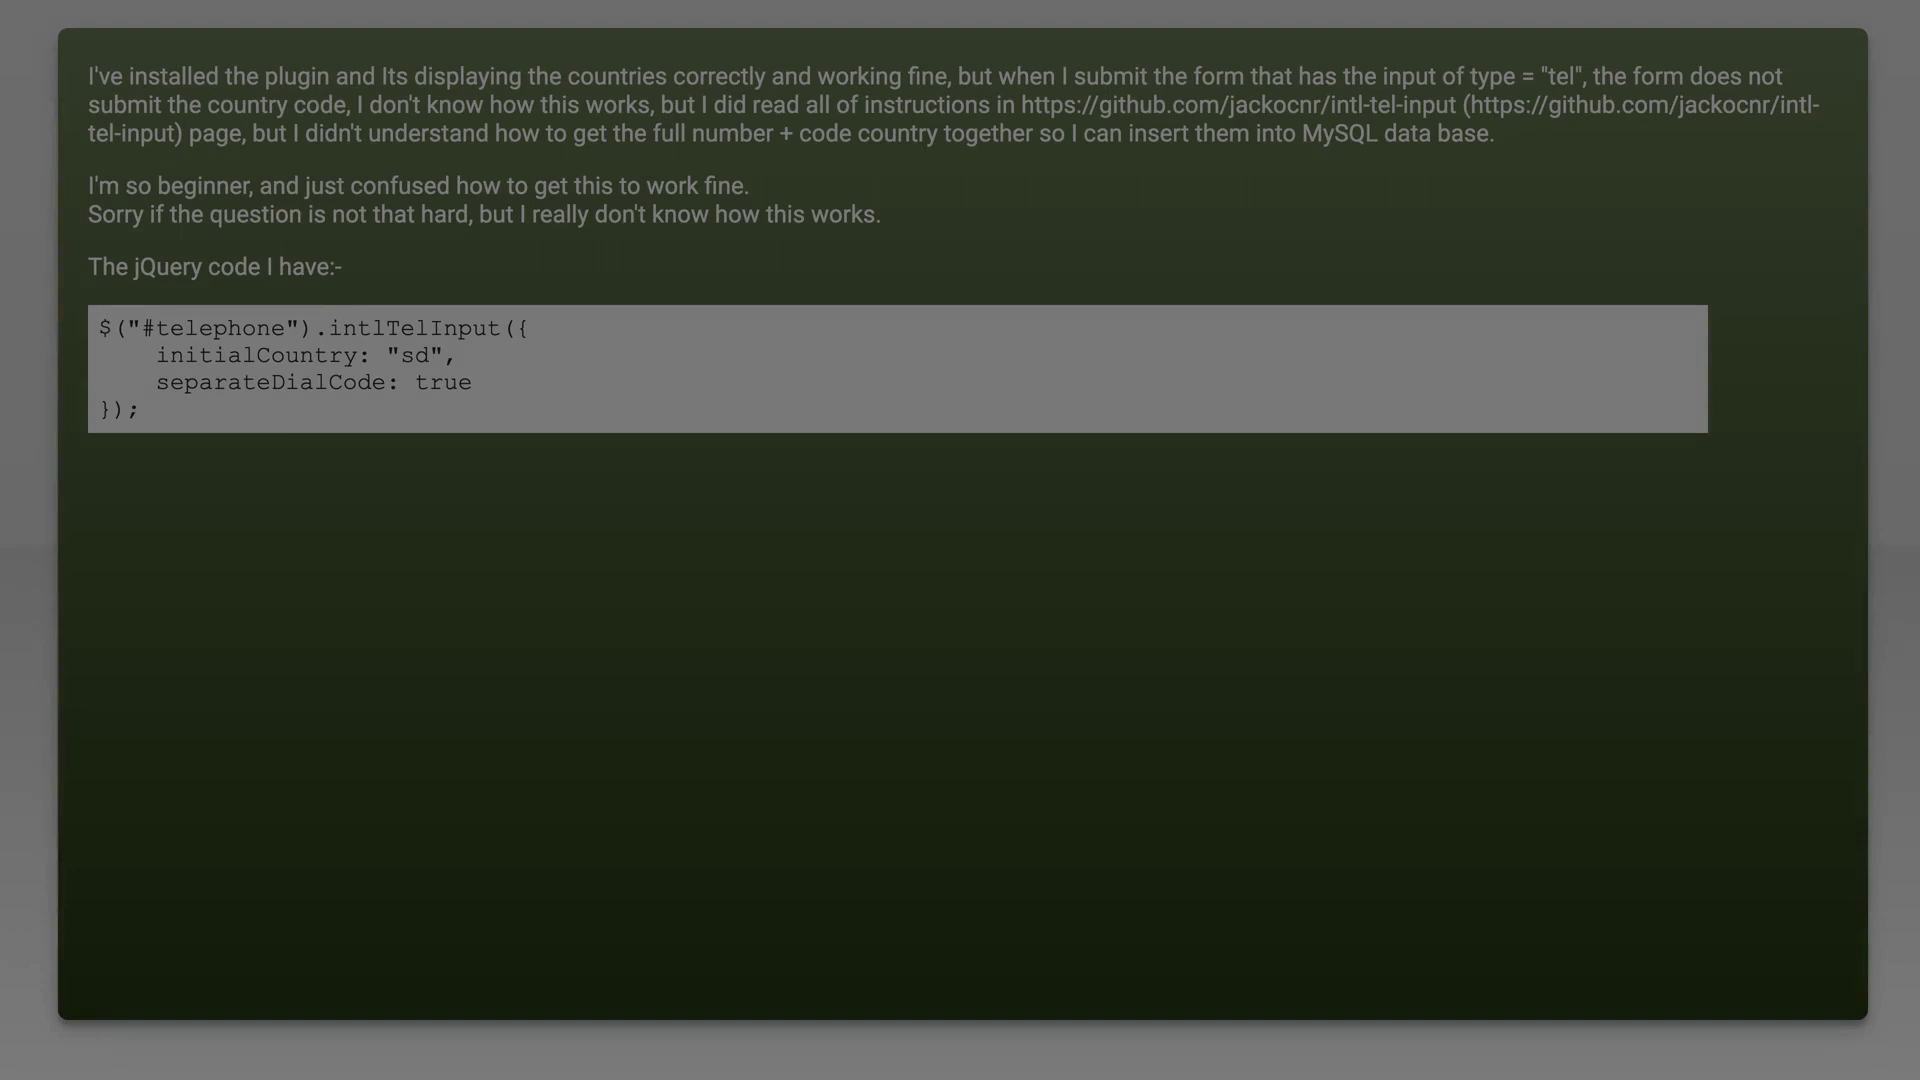 I've installed the plugin and Its displaying the countries correctly and working fine, but when I submit the form that has the input of type = "tel", the form does not
submit the country code, I don't know how this works, but I did read all of instructions in https://github.com/jackocnr/intl-tel-input (https://github.com/jackocnr/intl-
tel-input) page, but I didn't understand how to get the full number + code country together so I can insert them into MySQL data base.
I'm so beginner, and just confused how to get this to work fine.
Sorry if the question is not that hard, but I really don't know how this works.
The jQuery code I have:-
$("#telephone").intlTelInput({
    initialCountry: "sd",
    separateDialCode: true
});